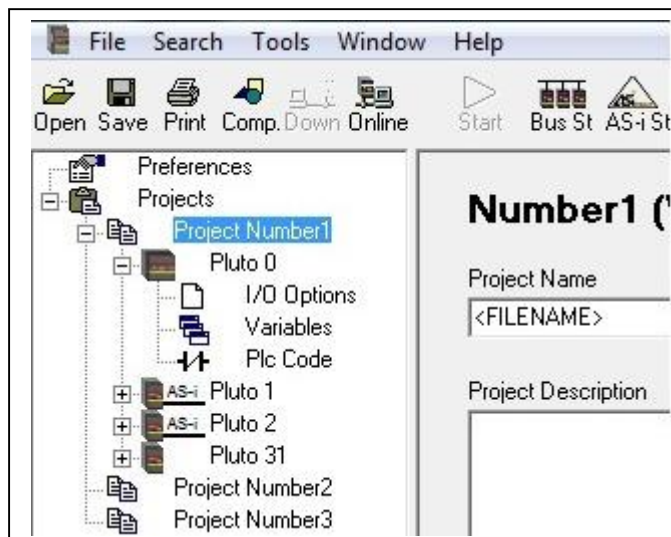 File Search Tools Window Help
Open Save Print Comp. Down Online Start Bus St AS-i St
Preferences
Projects
Project Number1
Pluto 0
I/O Options
Variables
Plc Code
AS-i Pluto 1
AS-i Pluto 2
Pluto 31
Project Number2
Project Number3
Number1 ('
Project Name
<FILENAME>
Project Description